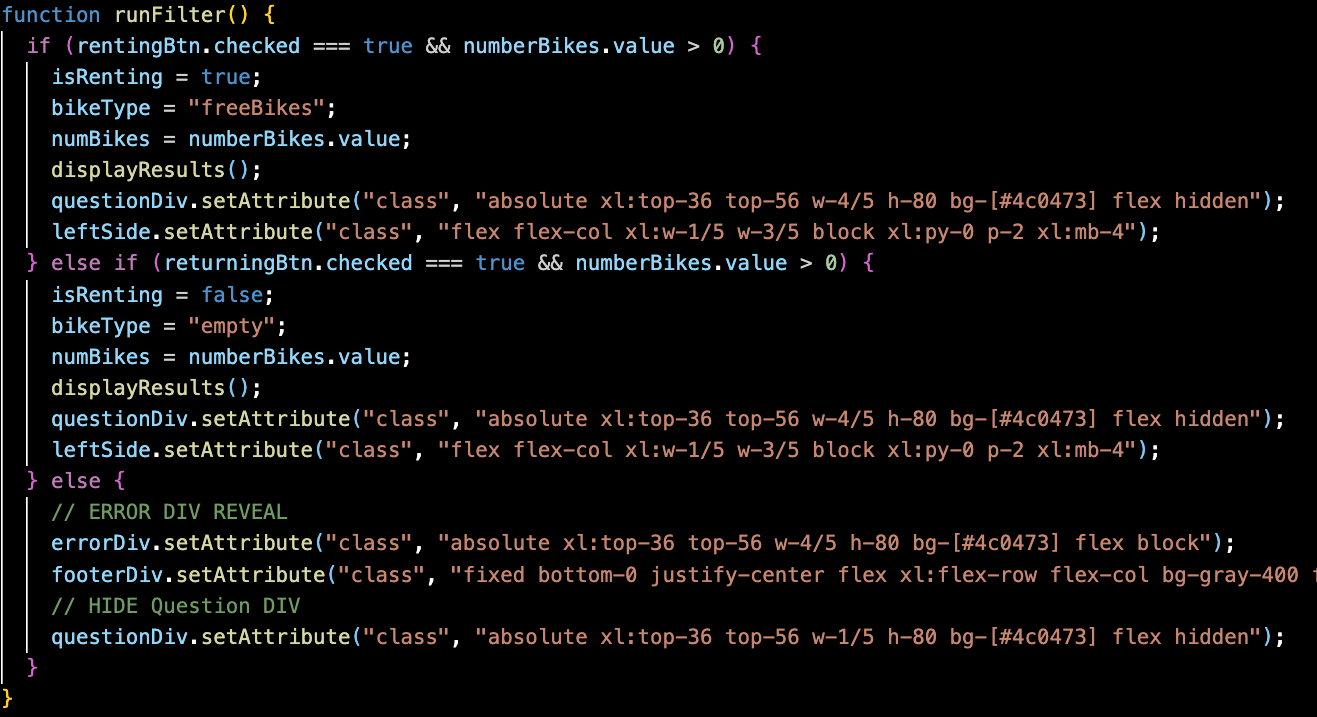 function runFilter() {
if (rentingBtn.checked === true && numberBikes.value > 0) {
isRenting = true;
bikeType = "freeBikes";
numBikes = numberBikes.value;
displayResults();
questionDiv.setAttribute("class", "absolute xl:top-36 top-56 w-4/5 h-80 bg-[#4c0473] flex hidden");
leftSide.setAttribute("class", "flex flex-col xl:w-1/5 w-3/5 block xl:py-0 p-2 xl:mb-4");
} else if (returningBtn.checked === true && numberBikes.value > 0) {
isRenting = false;
bikeType = "empty";
numBikes = numberBikes.value;
displayResults();
questionDiv.setAttribute("class", "absolute xl:top-36 top-56 w-4/5 h-80 bg-[#4c0473] flex hidden");
leftSide.setAttribute("class", "flex flex-col xl:w-1/5 w-3/5 block xl:py-0 p-2 xl:mb-4");
} else {
// ERROR DIV REVEAL
errorDiv.setAttribute("class", "absolute xl:top-36 top-56 w-4/5 h-80 bg-[#4c0473] flex block");
footerDiv.setAttribute("class", "fixed bottom-0 justify-center flex xl:flex-row flex-col bg-gray-400
// HIDE Question DIV
questionDiv.setAttribute("class", "absolute xl:top-36 top-56 w-1/5 h-80 bg-[#4c0473] flex hidden");
}
}